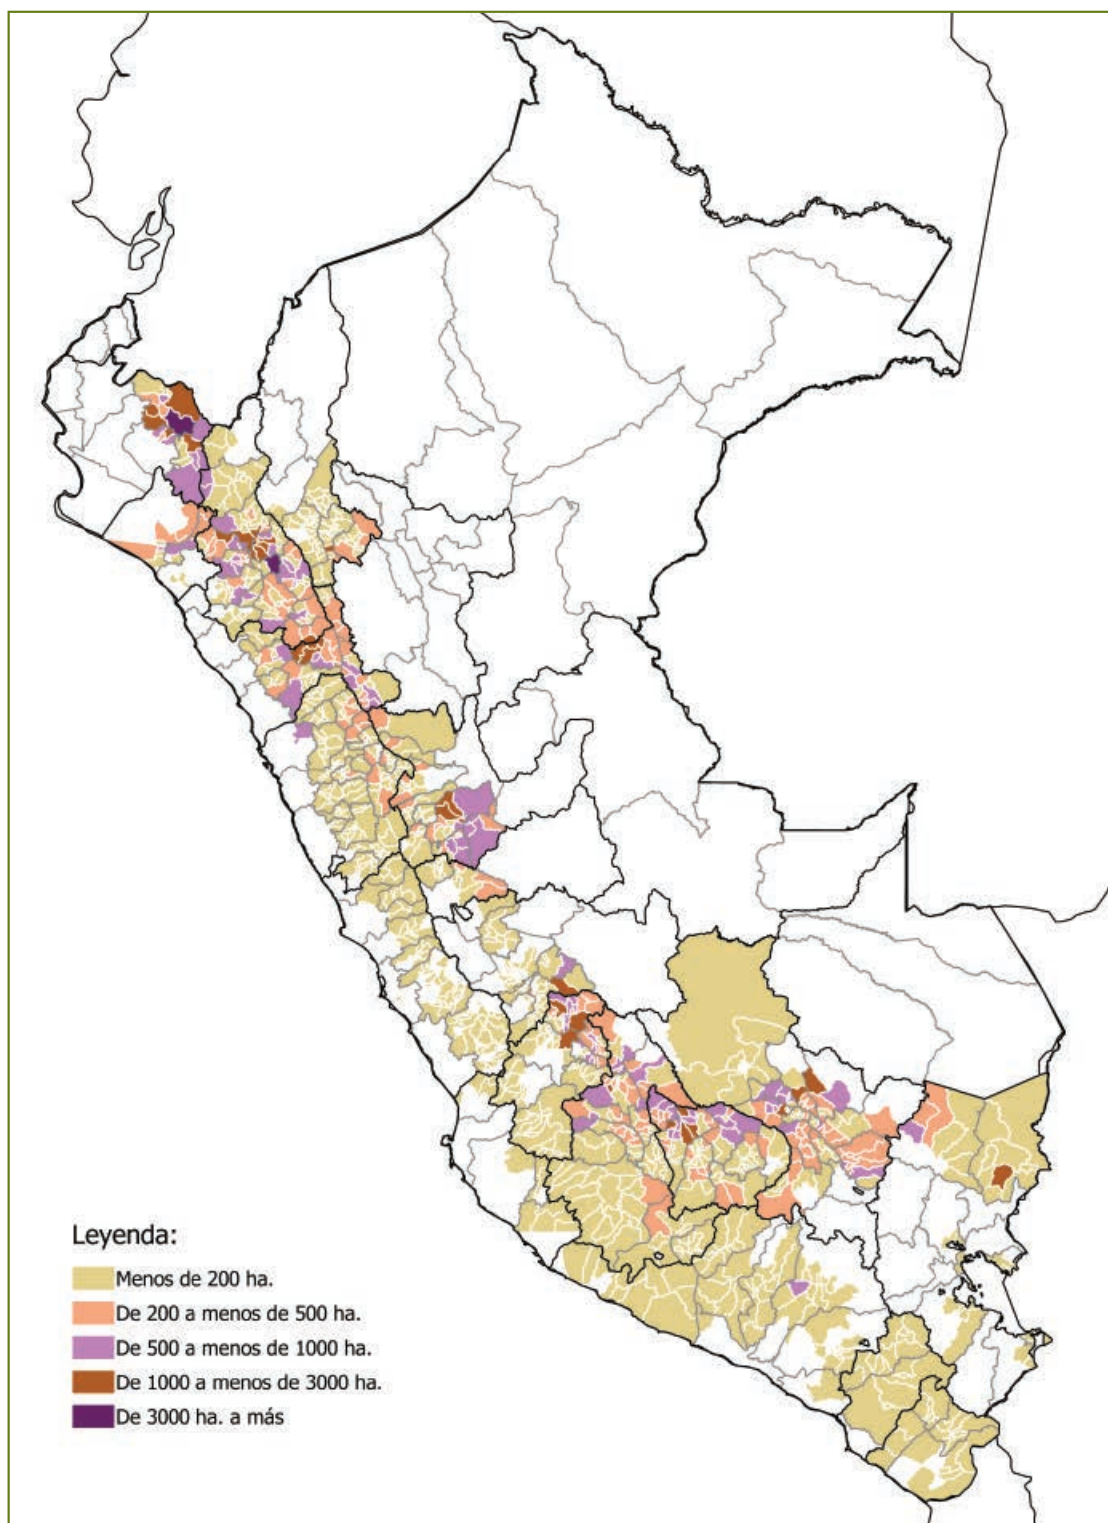 Leyenda:
Menos de 200 ha.
De 200 a menos de 500 ha.
De 500 a menos de 1000 ha.
De 1000 a menos de 3000 ha.
De 3000 ha. a más